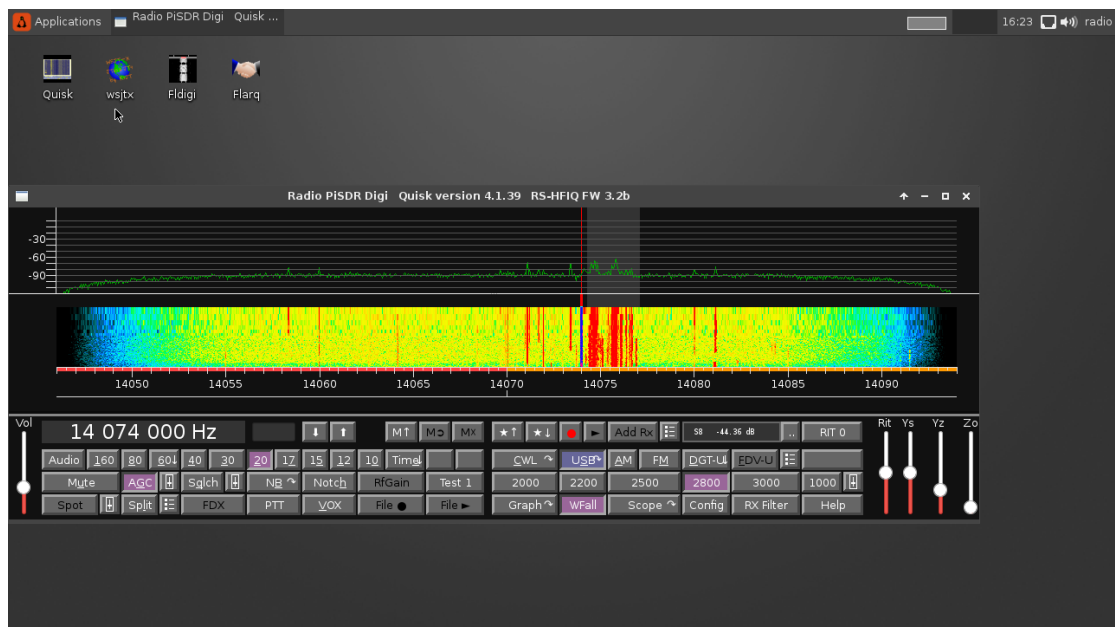 Applications Radio PiSDR Digi Quisk ... 16:23 radio
Quisk wsjtx Fldigi Flarq
Radio PiSDR Digi Quisk version 4.1.39 RS-HFIQ FW 3.2b
-30
-60
-90
14050 14055 14060 14065 14070 14075 14080 14085 14090
Vol 14 074 000 Hz M↑ M MX ★↑ ★↓ Add Rx S8 -44.36 dB .. RIT 0 Rit Ys Yz Zo
Audio 160 80 60 40 30 20 17 15 12 10 Time CWL USB AM FM DGT-U FDV-U
Mute AGC Sqlch NB Notch RfGain Test 1 2000 2200 2500 2800 3000 1000
Spot Split FDX PTT VOX File ● File ► Graph WFall Scope Config RX Filter Help